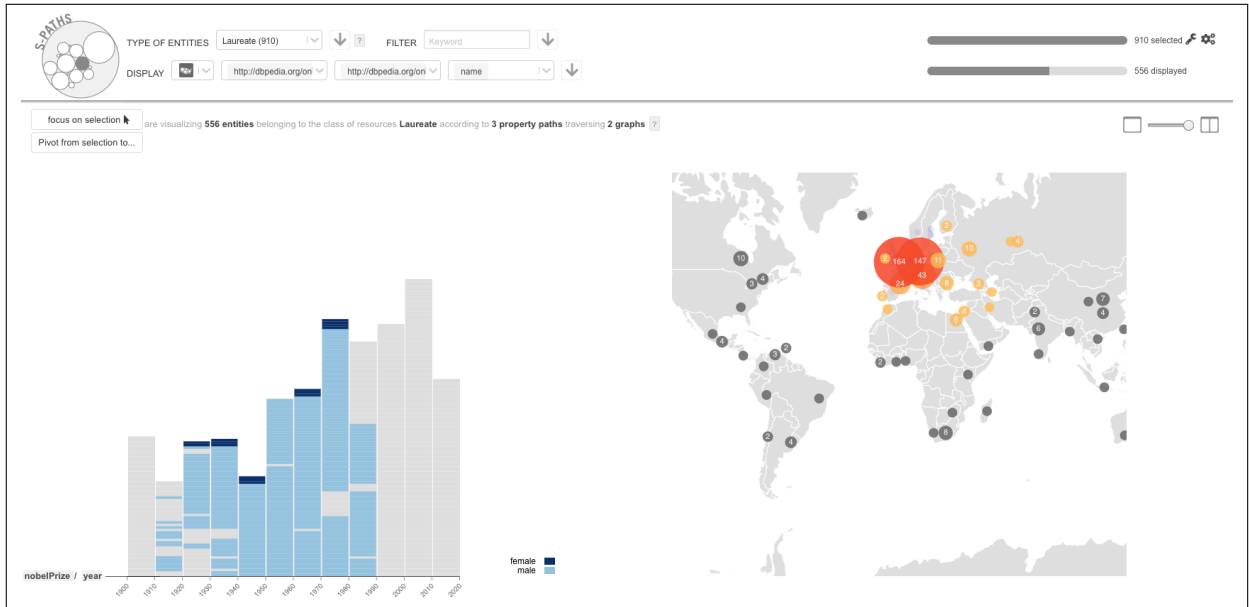 S-PATHS
TYPE OF ENTITIES Laureate (910) ? FILTER Keyword 910 selected
DISPLAY http://dbpedia.org/on http://dbpedia.org/on name 556 displayed
focus on selection are visualizing 556 entities belonging to the class of resources Laureate according to 3 property paths traversing 2 graphs ?
Pivot from selection to...
2
10 4
2 164 147 11 10
4 3 43
24 8 3
2 7
4 6 2 4
6
4 3 2 2
8
2 4
female
male
nobelPrize / year
1900 1910 1920 1930 1940 1950 1960 1970 1980 1990 2000 2010 2020